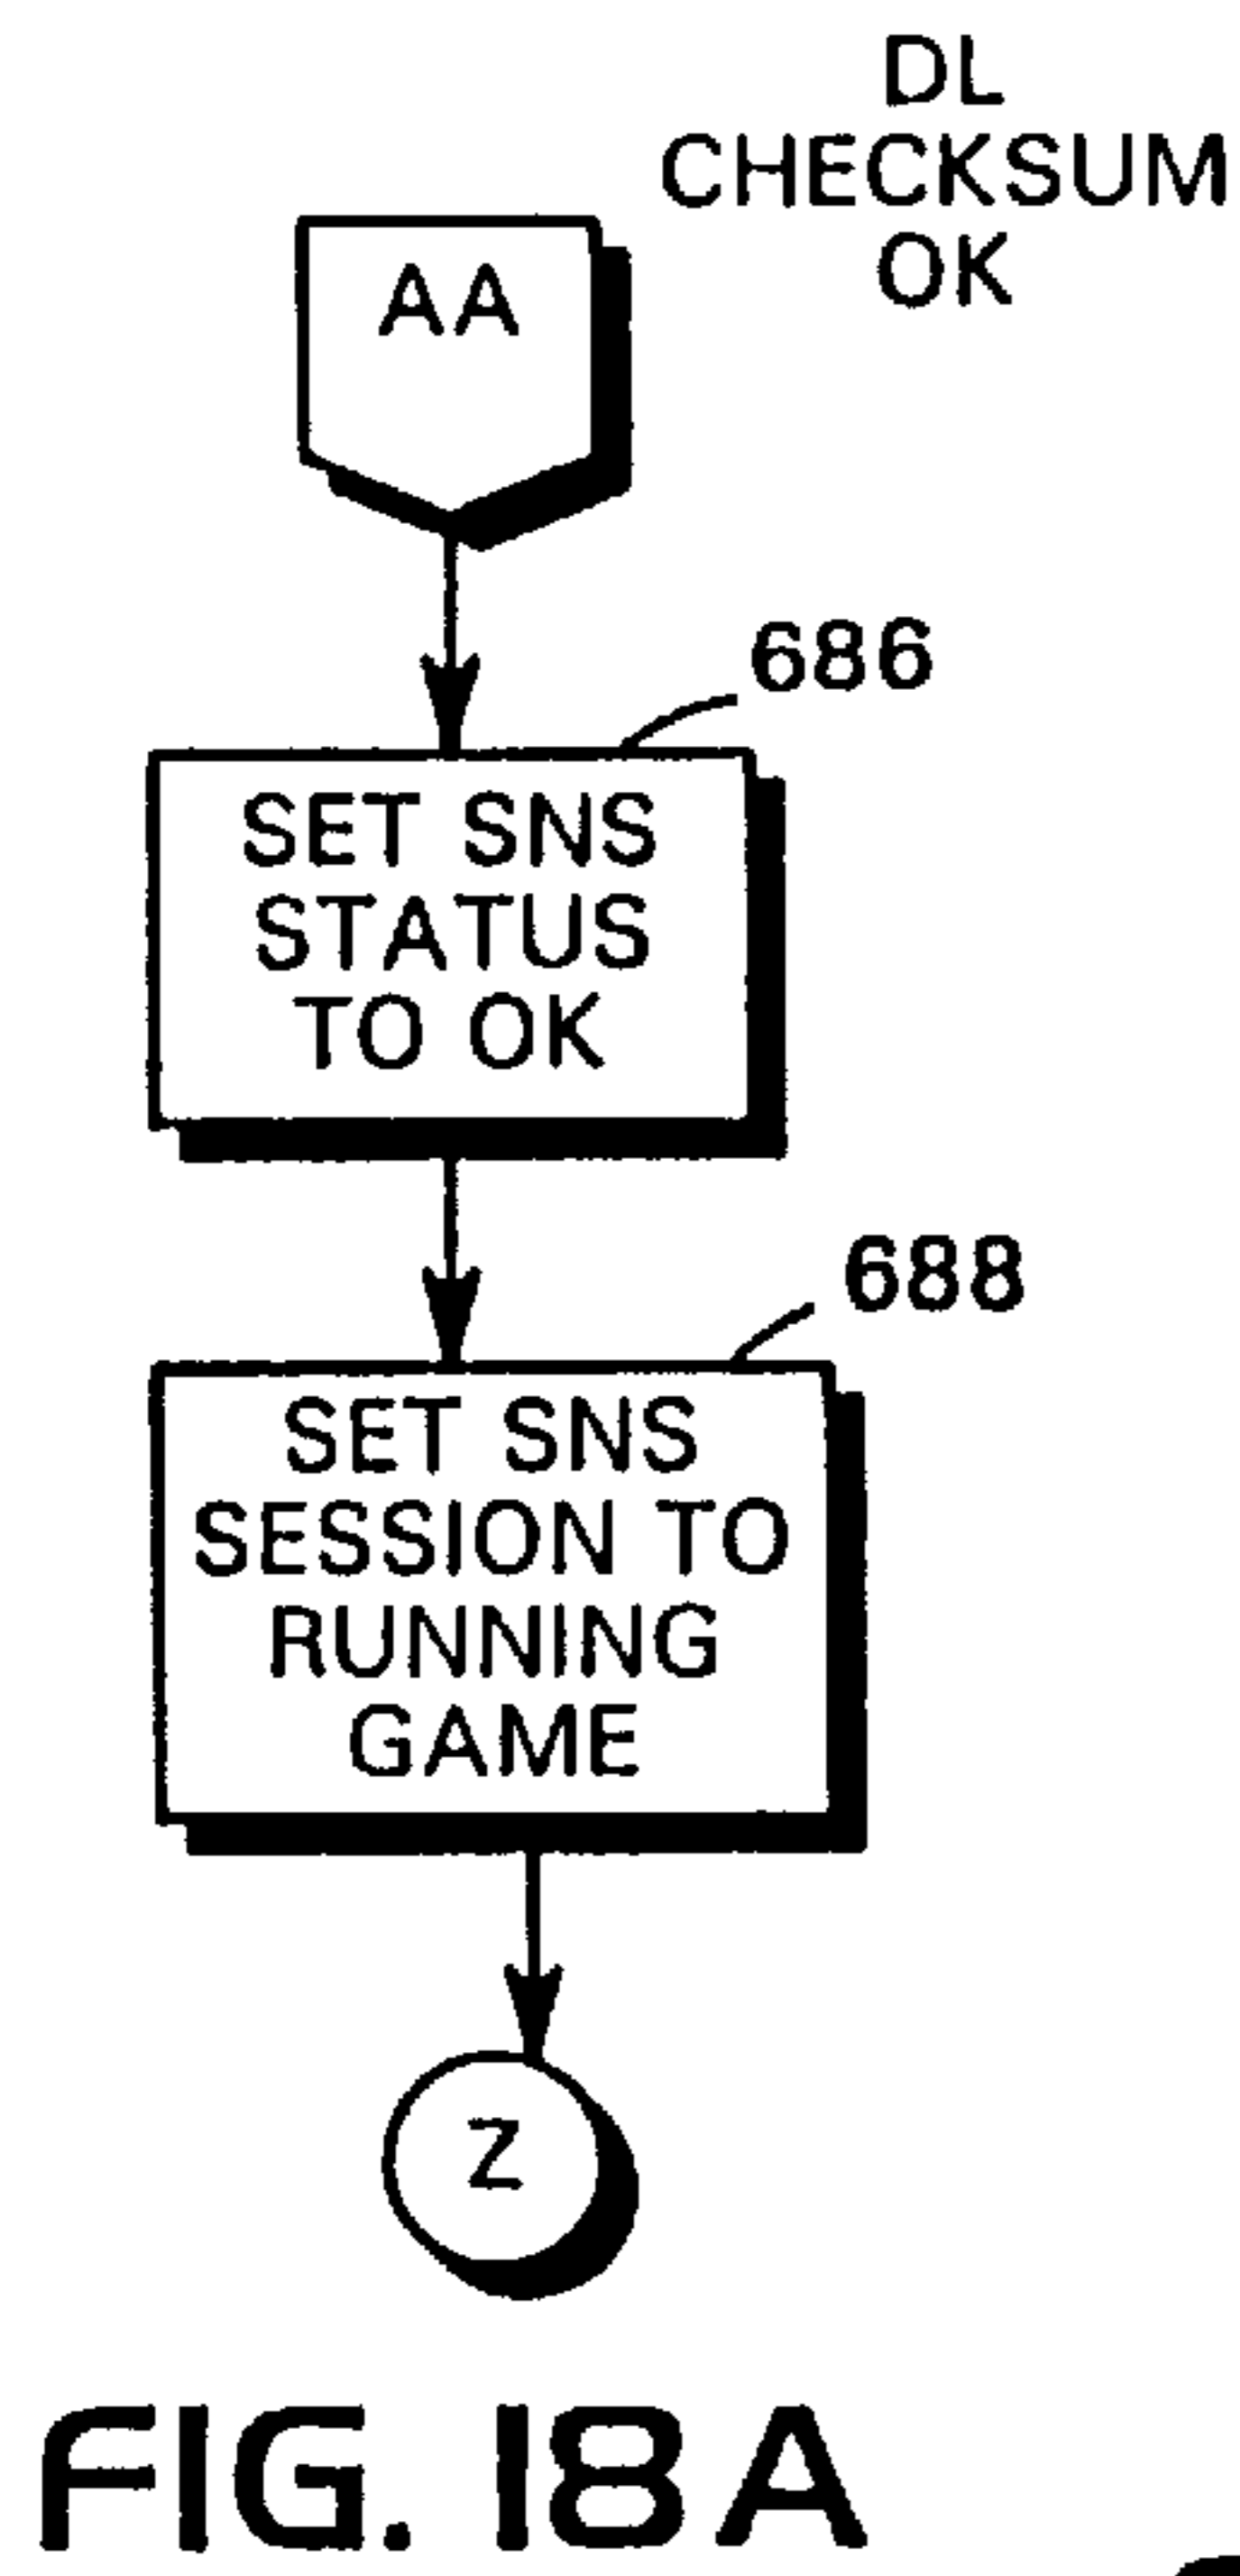 DL
CHECKSUM
OK
AA
686
SET SNS
STATUS
TO OK
688
SET SNS
SESSION TO
RUNNING
GAME
Z
FIG. 18A